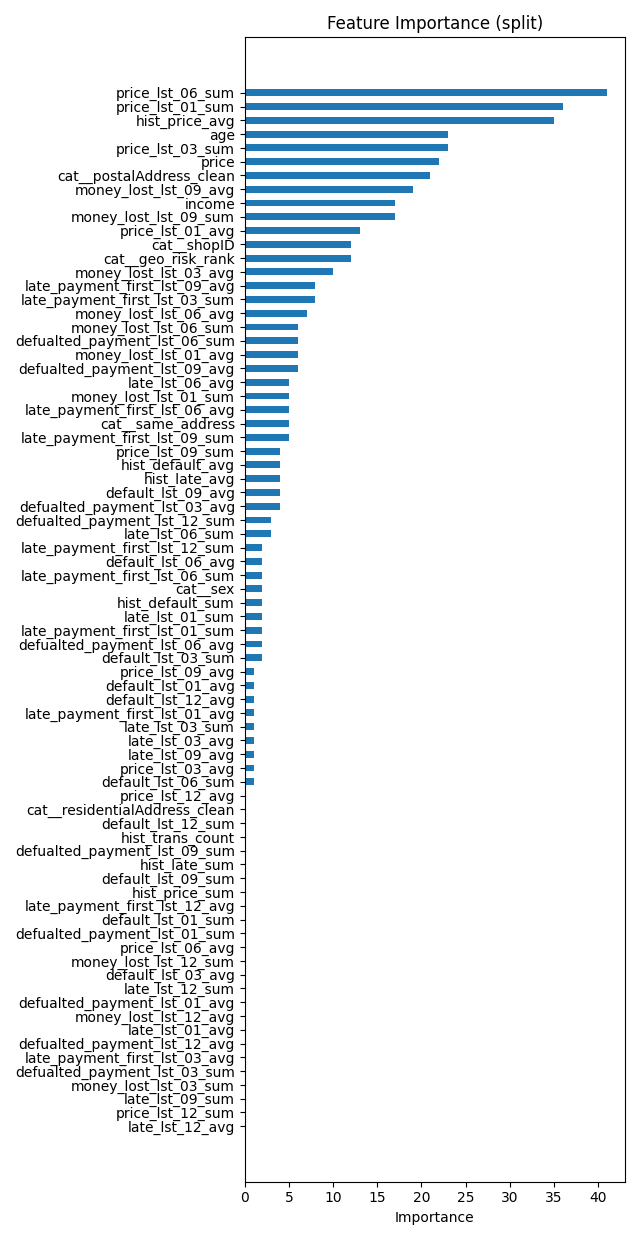 Feature Importance (split)
price_lst_06_sum
price_lst_01_sum
hist_price_avg
age
price_lst_03_sum
price
cat__postalAddress_clean
money_lost_lst_09_avg
income
money_lost_lst_09_sum
price_lst_01_avg
cat__shopID
cat__geo_risk_rank
money_lost_lst_03_avg
late_payment_first_lst_09_avg
late_payment_first_lst_03_sum
money_lost_lst_06_avg
money_lost_lst_06_sum
defualted_payment_lst_06_sum
money_lost_lst_01_avg
defualted_payment_lst_09_avg
late_lst_06_avg
money_lost_lst_01_sum
late_payment_first_lst_06_avg
cat__same_address
late_payment_first_lst_09_sum
price_lst_09_sum
hist_default_avg
hist_late_avg
default_lst_09_avg
defualted_payment_lst_03_avg
defualted_payment_lst_12_sum
late_lst_06_sum
late_payment_first_lst_12_sum
default_lst_06_avg
late_payment_first_lst_06_sum
cat__sex
hist_default_sum
late_lst_01_sum
late_payment_first_lst_01_sum
defualted_payment_lst_06_avg
default_lst_03_sum
price_lst_09_avg
default_lst_01_avg
default_lst_12_avg
late_payment_first_lst_01_avg
late_lst_03_sum
late_lst_03_avg
late_lst_09_avg
price_lst_03_avg
default_lst_06_sum
price_lst_12_avg
cat__residentialAddress_clean
default_lst_12_sum
hist_trans_count
defualted_payment_lst_09_sum
hist_late_sum
default_lst_09_sum
hist_price_sum
late_payment_first_lst_12_avg
default_lst_01_sum
defualted_payment_lst_01_sum
price_lst_06_avg
money_lost_lst_12_sum
default_lst_03_avg
late_lst_12_sum
defualted_payment_lst_01_avg
money_lost_lst_12_avg
late_lst_01_avg
defualted_payment_lst_12_avg
late_payment_first_lst_03_avg
defualted_payment_lst_03_sum
money_lost_lst_03_sum
late_lst_09_sum
price_lst_12_sum
late_lst_12_avg
0 5 10 15 20 25 30 35 40
Importance